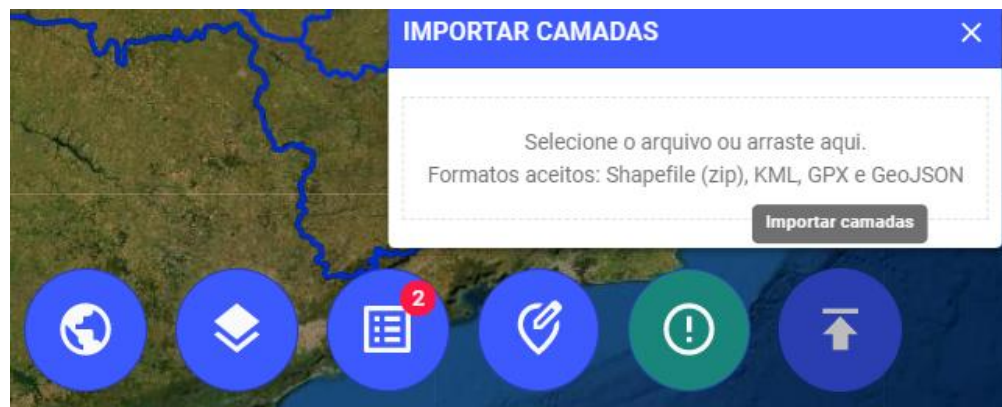 IMPORTAR CAMADAS
Selecione o arquivo ou arraste aqui.
Formatos aceitos: Shapefile (zip), KML, GPX e GeoJSON
Importar camadas
2